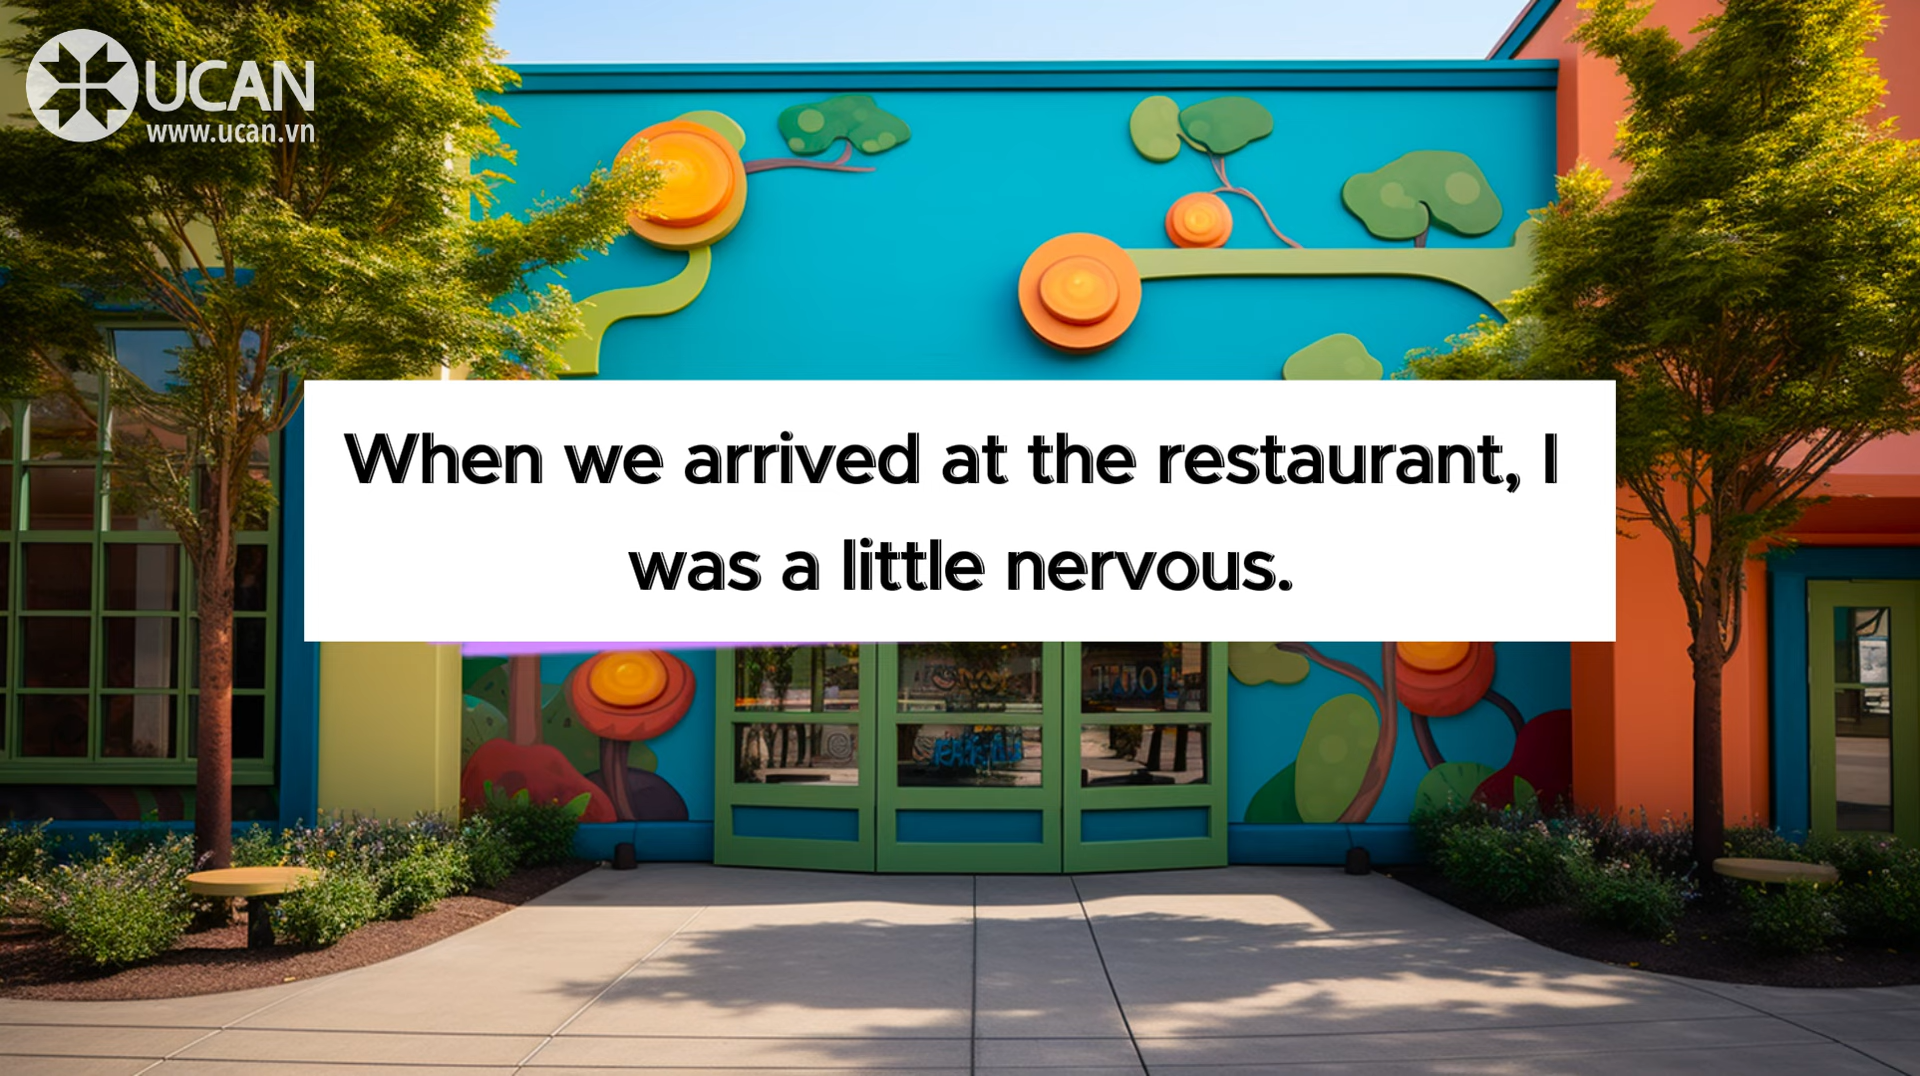 UCAN
www.ucan.vn
When we arrived at the restaurant, I
was a little nervous.